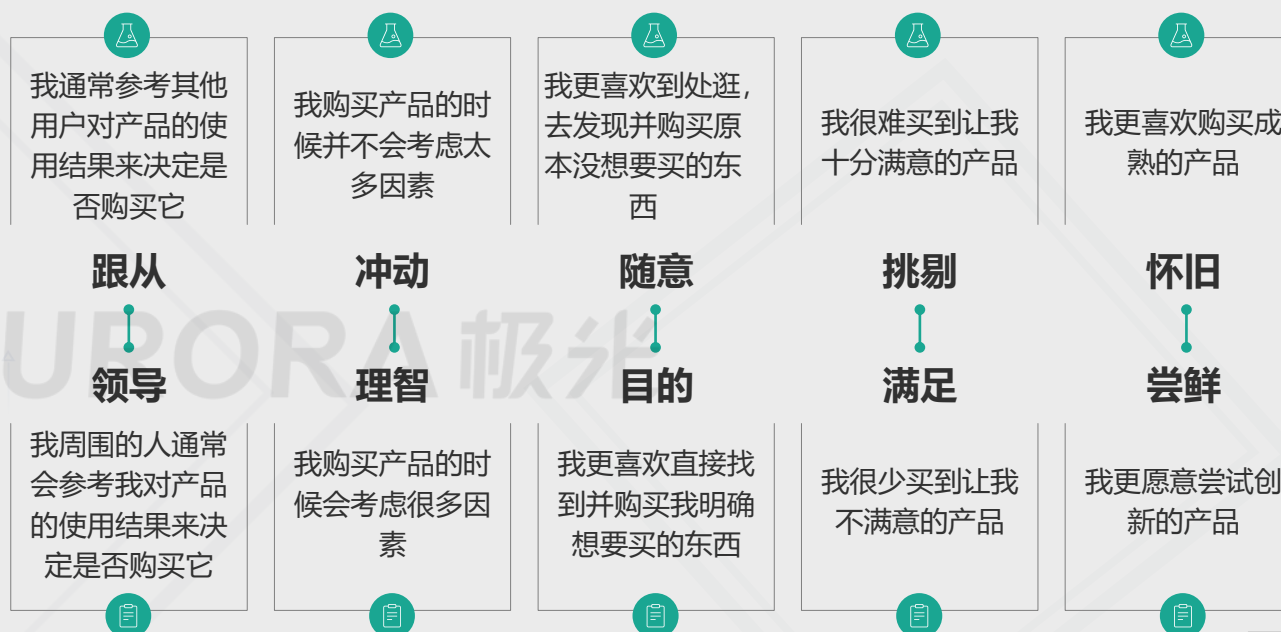 我通常参考其他
用户对产品的使
用结果来决定是
否购买它
我购买产品的时
候并不会考虑太
多因素
我更喜欢到处逛，
去发现并购买原
本没想要买的东
西
我很难买到让我
十分满意的产品
我更喜欢购买成
熟的产品
跟从
冲动
随意
挑剔
怀旧
URORA 极光
领导
理智
目的
满足
尝鲜
我周围的人通常
会参考我对产品
的使用结果来决
定是否购买它
我购买产品的时
候会考虑很多因
素
我更喜欢直接找
到并购买我明确
想要买的东西
我很少买到让我
不满意的产品
我更愿意尝试创
新的产品